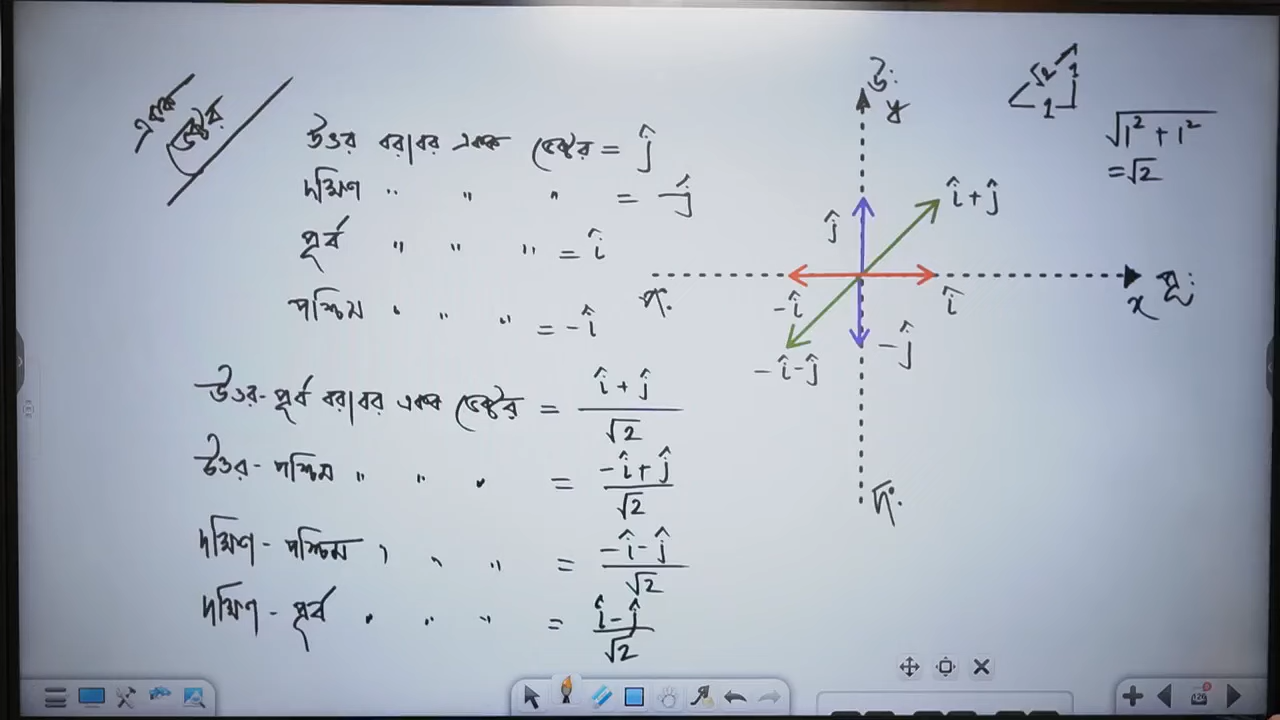 একক
ভেক্টর
উত্তর বরাবর একক ভেক্টর = ĵ
দক্ষিণ " " " = -ĵ
পূর্ব " " " = î
পশ্চিম " " " = -î
উত্তর-পূর্ব বরাবর একক ভেক্টর = (î + ĵ)/√2
উত্তর-পশ্চিম " " " = (-î + ĵ)/√2
দক্ষিণ-পশ্চিম " " " = (-î - ĵ)/√2
দক্ষিণ-পূর্ব " " " = (î - ĵ)/√2
উ:
y
√2 1
1
√1² + 1²
= √2
î + ĵ
ĵ
প:
-î
î
x পূ:
-ĵ
-î-ĵ
দ: